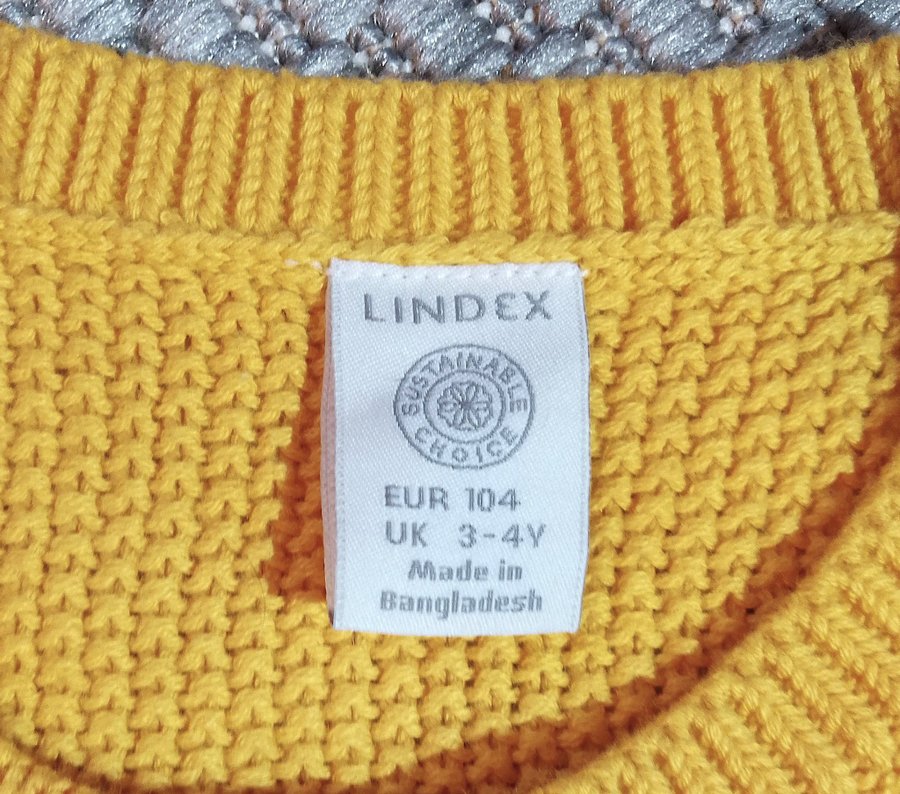 LINDEX
SUSTAINABLE
CHOICE
EUR 104
UK 3-4Y
Made in
Bangladesh